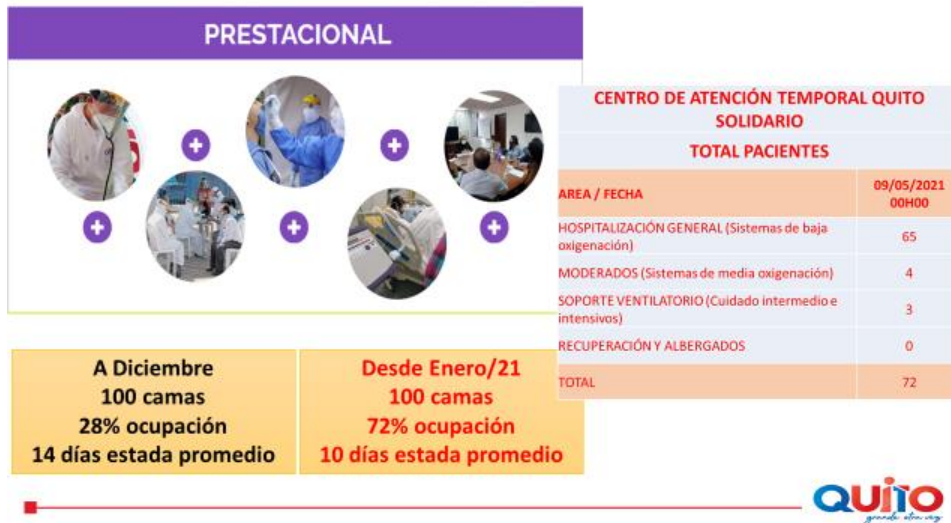 PRESTACIONAL
CENTRO DE ATENCIÓN TEMPORAL QUITO
SOLIDARIO
TOTAL PACIENTES
AREA / FECHA
09/05/2021
00H00
HOSPITALIZACIÓN GENERAL (Sistemas de baja
oxigenación)
65
MODERADOS (Sistemas de media oxigenación)
4
SOPORTE VENTILATORIO (Cuidado intermedio e
intensivos)
3
RECUPERACIÓN Y ALBERGADOS
0
TOTAL
72
A Diciembre
100 camas
28% ocupación
14 días estada promedio
Desde Enero/21
100 camas
72% ocupación
10 días estada promedio
QUITO
grande otra vez